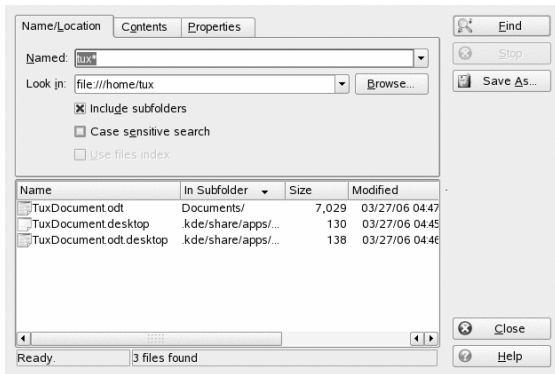 Name/Location Contents Properties
Named: tux*
Look in: file:///home/tux Browse...
Include subfolders
Case sensitive search
Use files index
Find
Stop
Save As...
Name In Subfolder Size Modified
TuxDocument.odt Documents/ 7,029 03/27/06 04:47
TuxDocument.desktop .kde/share/apps/... 130 03/27/06 04:45
TuxDocument.odt.desktop .kde/share/apps/... 138 03/27/06 04:46
Close
Ready. 3 files found
Help